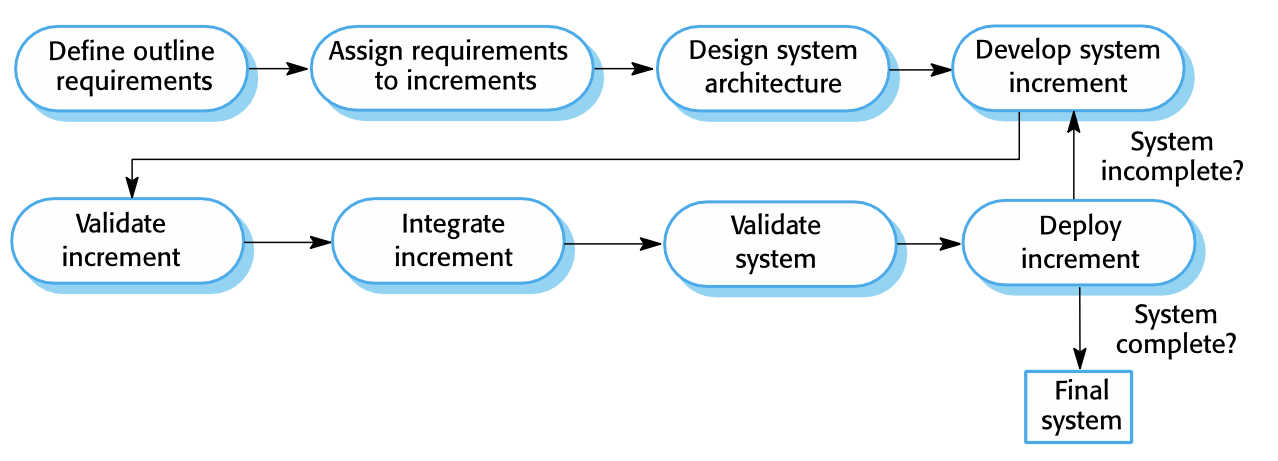 Define outline
requirements
Assign requirements
to increments
Design system
architecture
Develop system
increment
System
incomplete?
Validate
increment
Integrate
increment
Validate
system
Deploy
increment
System
complete?
Final
system